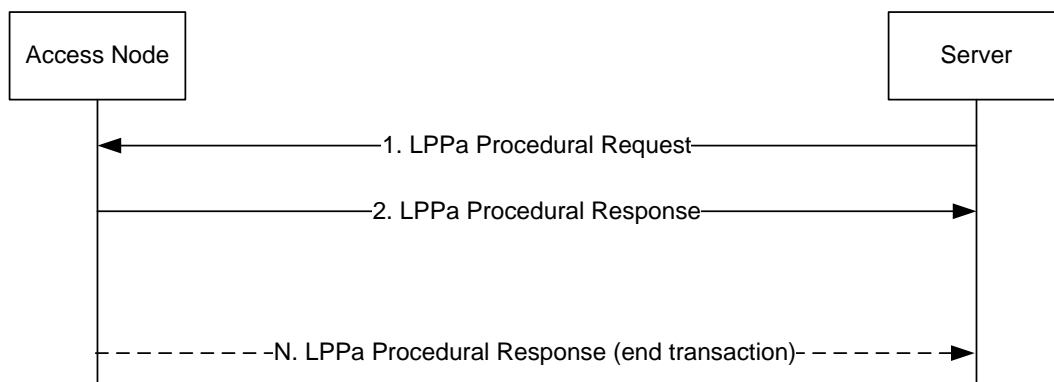 Access Node
Server
1. LPPa Procedural Request
2. LPPa Procedural Response
N. LPPa Procedural Response (end transaction)